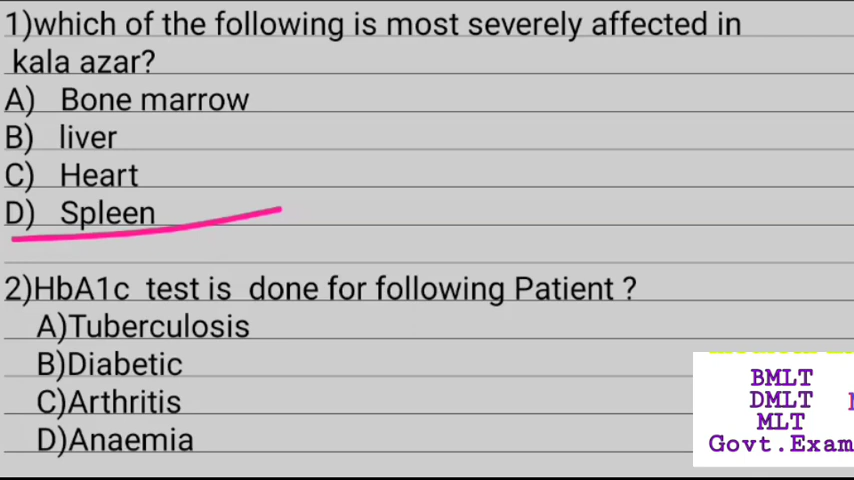 1)which of the following is most severely affected in
kala azar?
A) Bone marrow
B) liver
C) Heart
D) Spleen
2)HbA1c test is done for following Patient ?
A)Tuberculosis
B)Diabetic
C)Arthritis
D)Anaemia
BMLT
DMLT
MLT
Govt.Exam